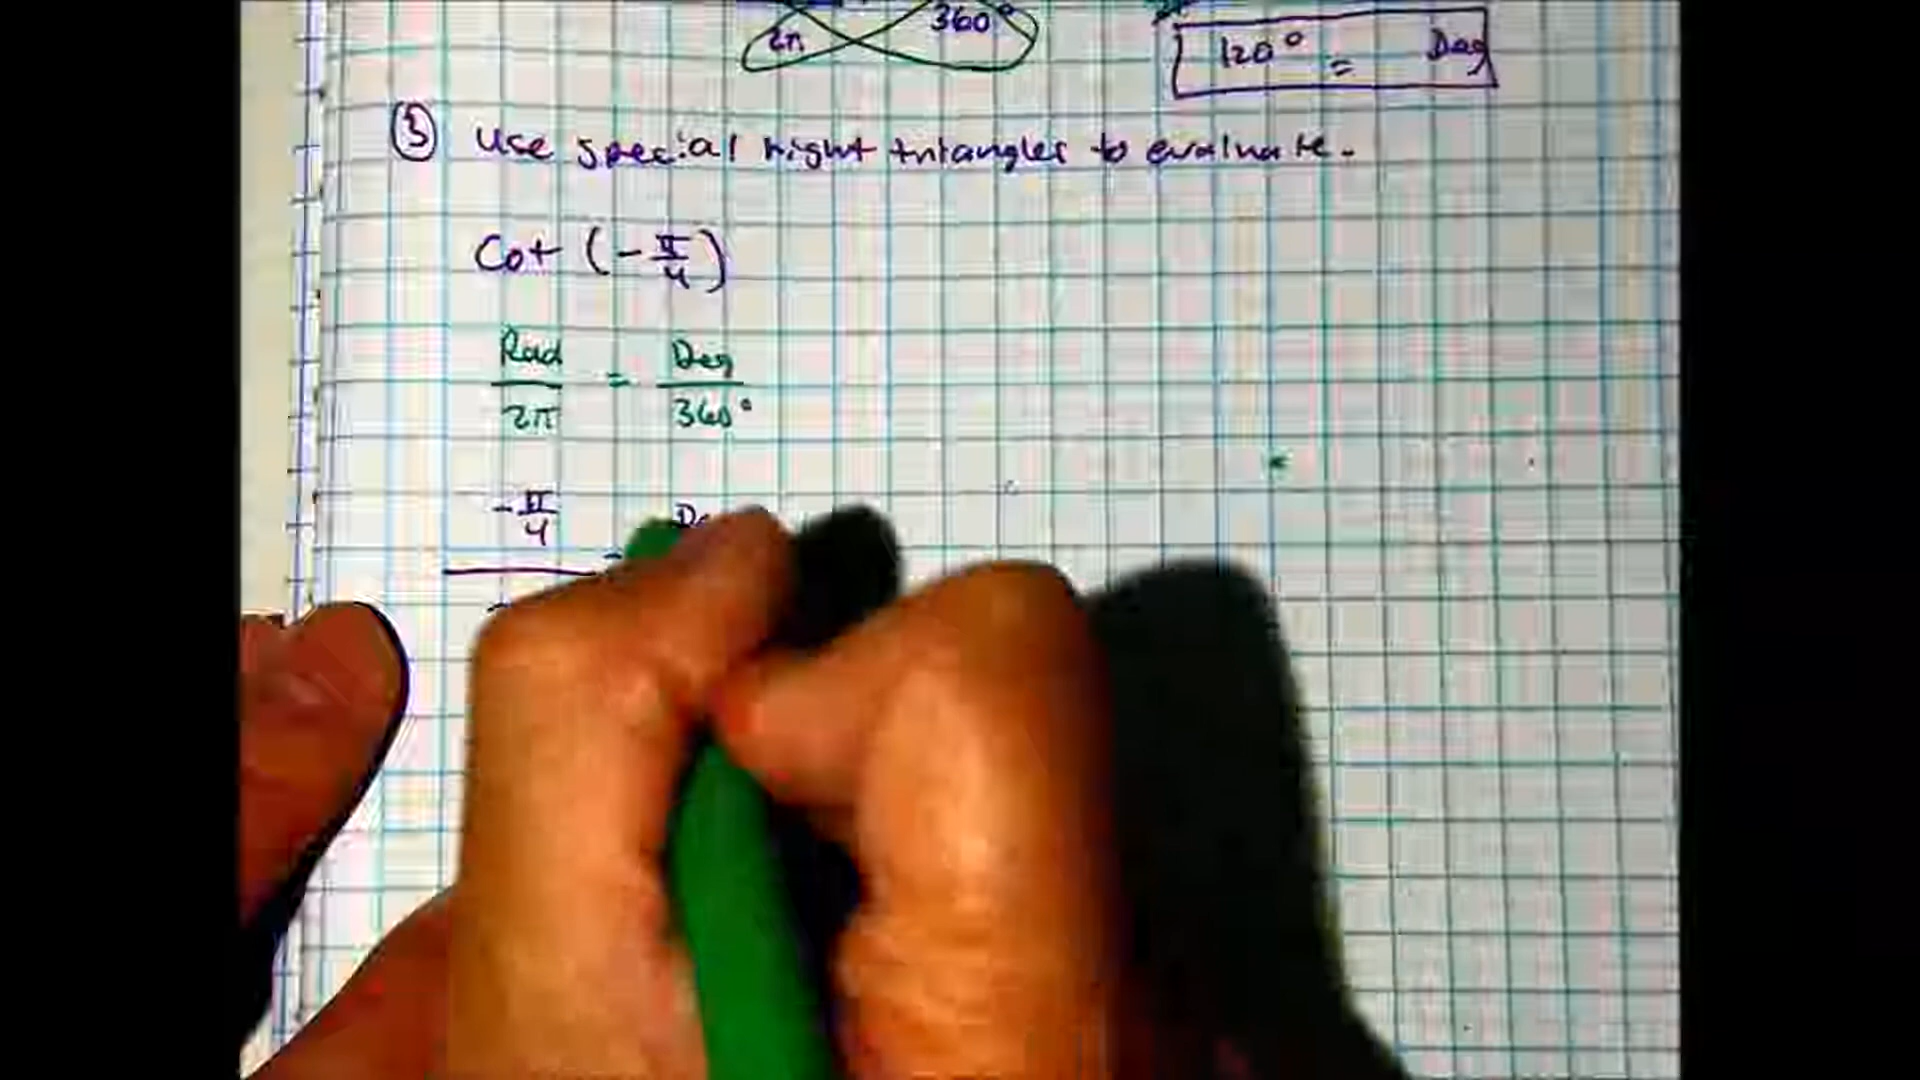 2π 360°
120° = Deg
③ Use special right triangles to evaluate.
Cot (-π/4)
Rad = Deg
2π 360°
-π/4